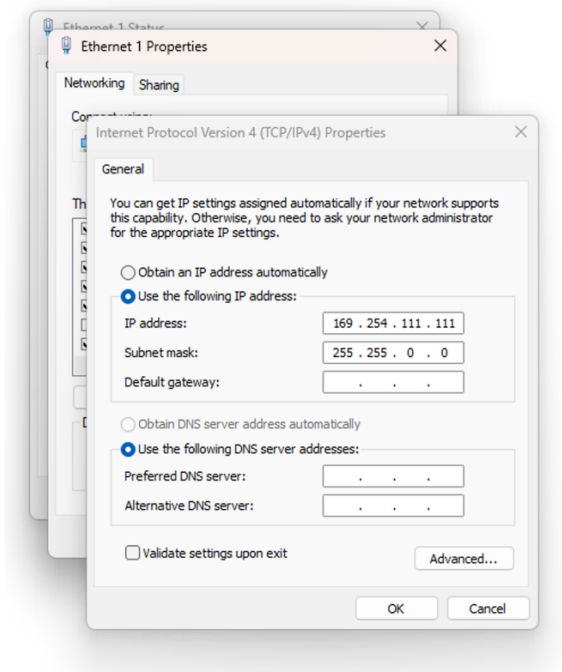 Ethernet 1 Status
Ethernet 1 Properties
Networking Sharing
Internet Protocol Version 4 (TCP/IPv4) Properties
General
Th
You can get IP settings assigned automatically if your network supports
this capability. Otherwise, you need to ask your network administrator
for the appropriate IP settings.
Obtain an IP address automatically
Use the following IP address:
IP address: 169 . 254 . 111 . 111
Subnet mask: 255 . 255 . 0 . 0
Default gateway: . . .
Obtain DNS server address automatically
Use the following DNS server addresses:
Preferred DNS server: . . .
Alternative DNS server: . . .
Validate settings upon exit
Advanced...
OK Cancel